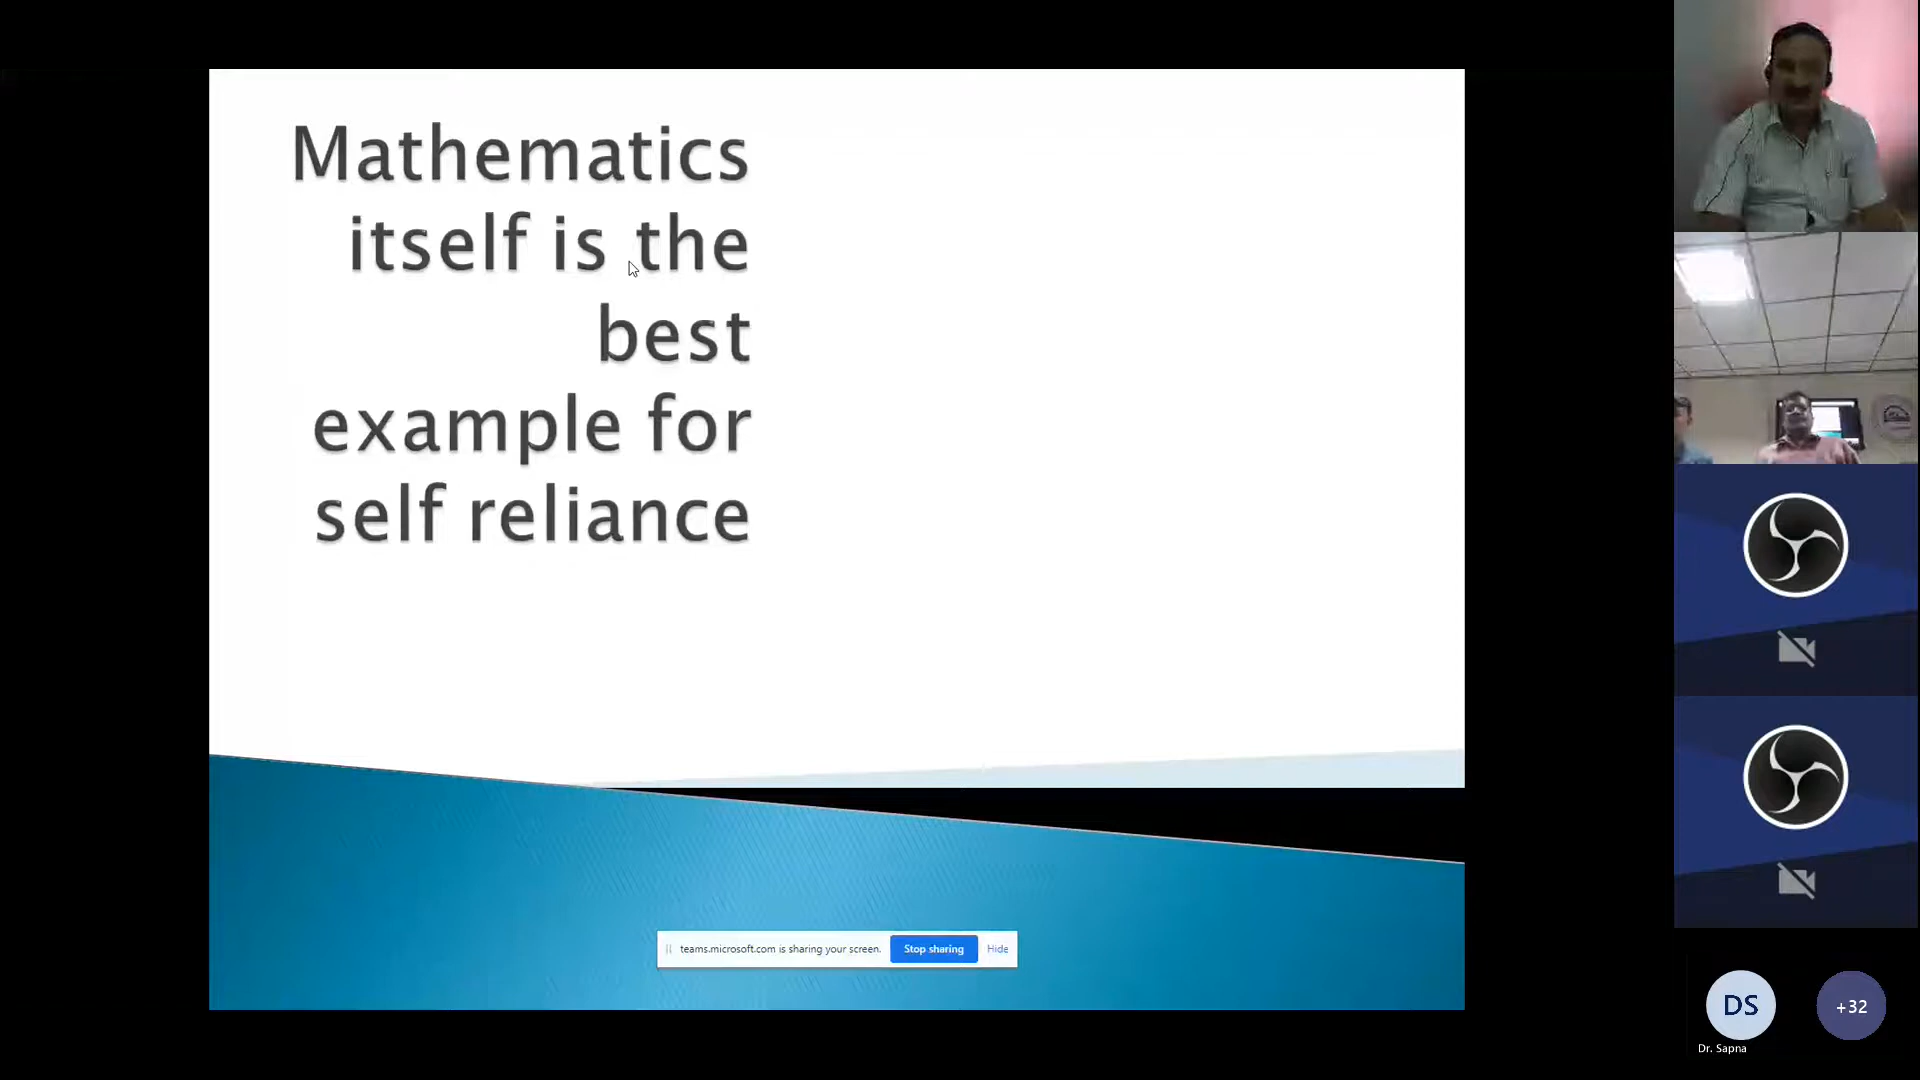 Mathematics
itself is the
best
example for
self reliance
teams.microsoft.com is sharing your screen. Stop sharing Hide
DS +32
Dr. Sapna